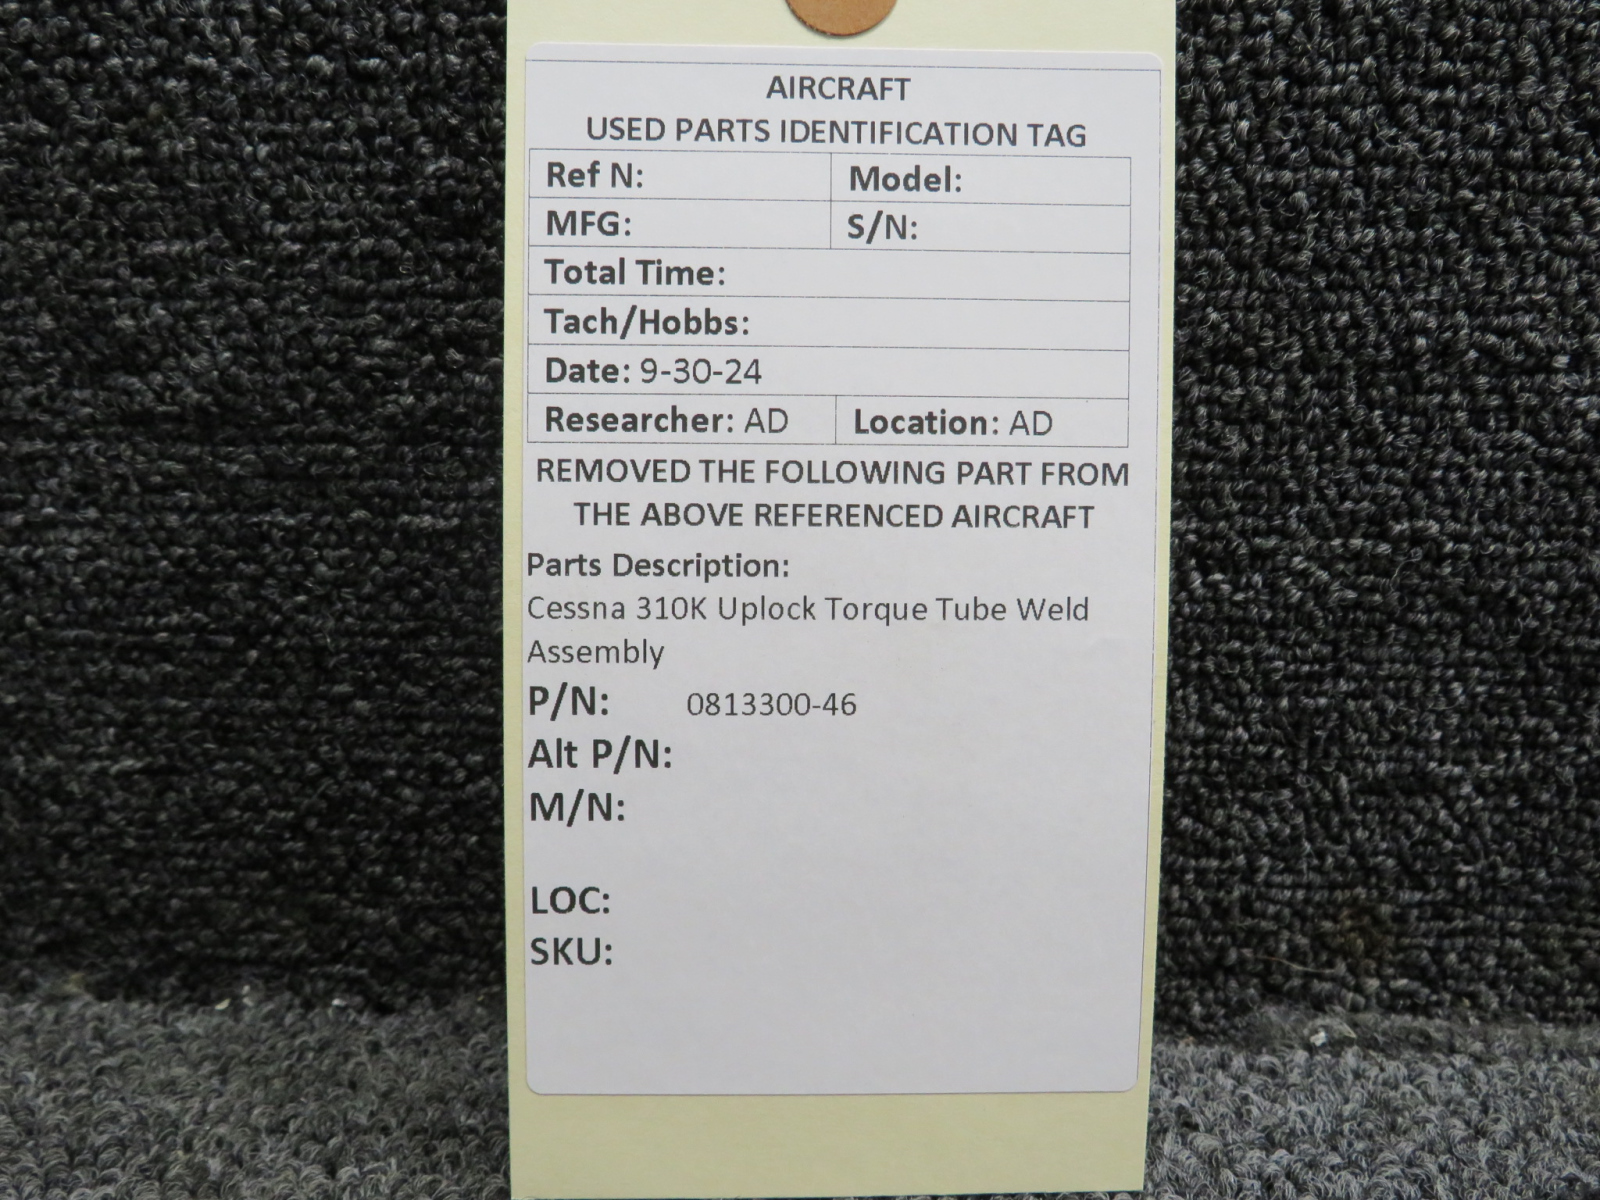 AIRCRAFT
USED PARTS IDENTIFICATION TAG
Ref N: Model:
MFG: S/N:
Total Time:
Tach/Hobbs:
Date: 9-30-24
Researcher: AD Location: AD
REMOVED THE FOLLOWING PART FROM
THE ABOVE REFERENCED AIRCRAFT
Parts Description:
Cessna 310K Uplock Torque Tube Weld
Assembly
P/N: 0813300-46
Alt P/N:
M/N:
LOC:
SKU: